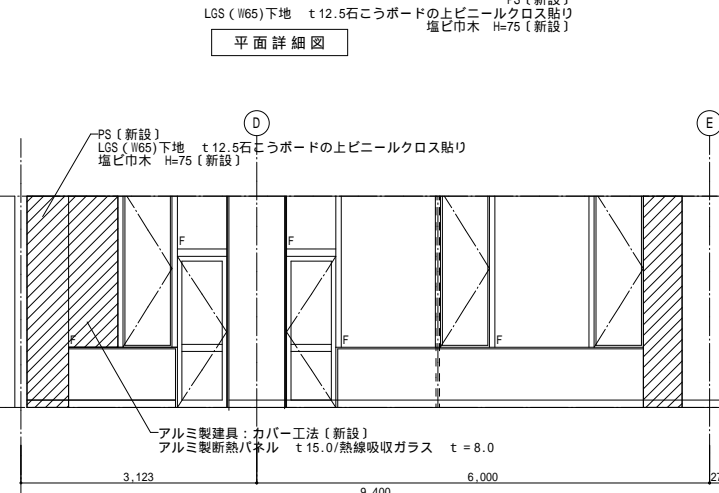 PS〔新設〕
LGS（W65)下地　t12.5石こうボードの上ビニールクロス貼り
塩ビ巾木　H=75〔新設〕
平面詳細図
D
E
PS〔新設〕
LGS（W65)下地　t12.5石こうボードの上ビニールクロス貼り
塩ビ巾木　H=75〔新設〕
F
F
F
F
F
アルミ製建具：カバー工法〔新設〕
アルミ製断熱パネル　t15.0/熱線吸収ガラス　t=8.0
3,123
6,000
27
9,400